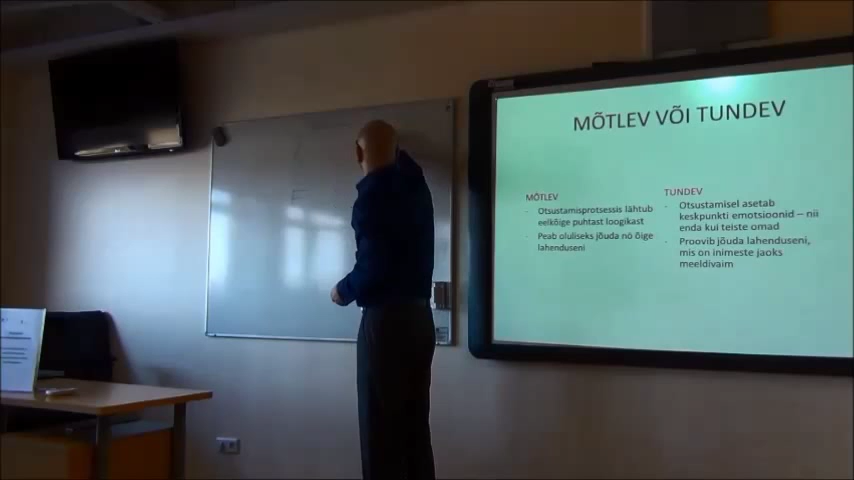 MÕTLEV VÕI TUNDEV
MÕTLEV
- Otsustamisprotsessis lähtub
eelkõige puhtast loogikast
- Peab oluliseks jõuda nö õige
lahenduseni
TUNDEV
- Otsustamisel asetab
keskpunkti emotsioonid – nii
enda kui teiste omad
- Proovib jõuda lahenduseni,
mis on inimeste jaoks
meeldivaim